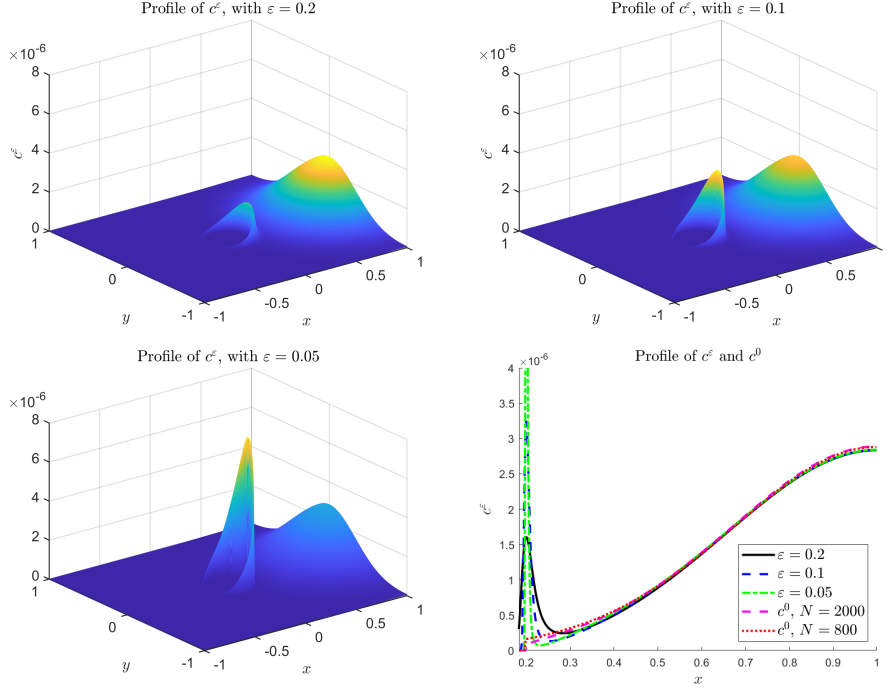 Profile of c^ε, with ε = 0.2
×10^-6
8
6
4
2
0
c^ε
1
0
-1
y
-1
-0.5
0
0.5
1
x
Profile of c^ε, with ε = 0.1
×10^-6
8
6
4
2
0
c^ε
1
0
-1
y
-1
-0.5
0
0.5
1
x
Profile of c^ε, with ε = 0.05
×10^-6
8
6
4
2
0
c^ε
1
0
-1
y
-1
-0.5
0
0.5
1
x
Profile of c^ε and c^0
×10^-6
4
3.5
3
2.5
2
1.5
1
0.5
0
c^ε
0.2 0.3 0.4 0.5 0.6 0.7 0.8 0.9 1
x
ε = 0.2
ε = 0.1
ε = 0.05
c^0, N = 2000
c^0, N = 800